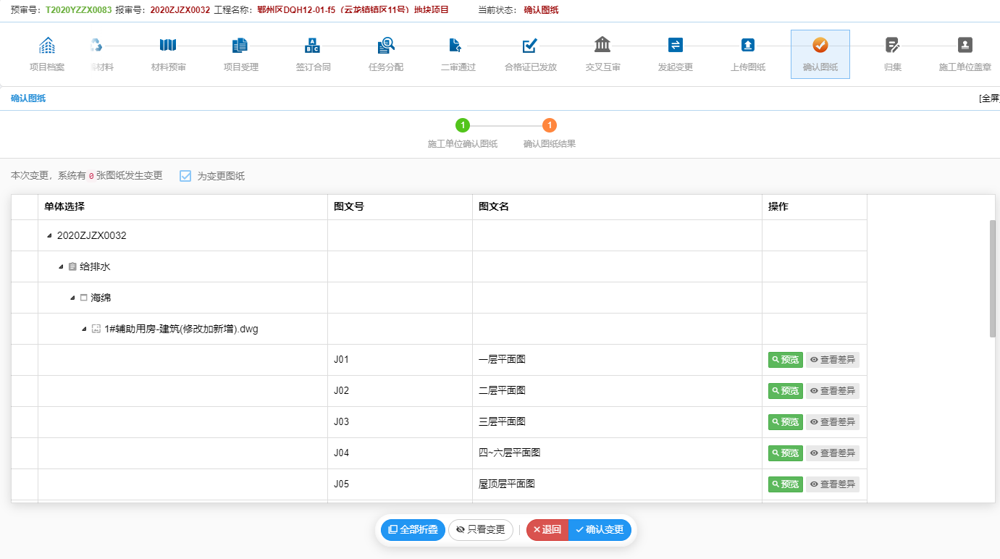 预审号：T2020YZZX0083 报审号：2020ZJZX0032 工程名称：鄞州区DQH12-01-f5（云龙镇镇区11号）地块项目 当前状态：确认图纸
项目档案 材料 材料预审 项目受理 签订合同 任务分配 二审通过 合格证已发放 交叉互审 发起变更 上传图纸 确认图纸 归集 施工单位盖章
确认图纸 [全屏
1 1
施工单位确认图纸 确认图纸结果
本次变更，系统有 0 张图纸发生变更 为变更图纸
单体选择 图文号 图文名 操作
2020ZJZX0032
给排水
海绵
1#辅助用房-建筑(修改加新增).dwg
J01 一层平面图 预览 查看差异
J02 二层平面图 预览 查看差异
J03 三层平面图 预览 查看差异
J04 四~六层平面图 预览 查看差异
J05 屋顶层平面图 预览 查看差异
全部折叠 只看变更 退回 确认变更